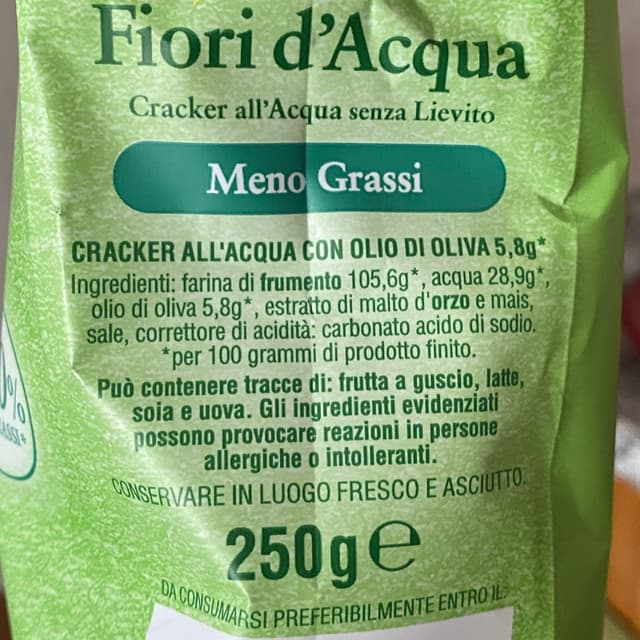 Fiori d'Acqua
Cracker all'Acqua senza Lievito
Meno Grassi
CRACKER ALL'ACQUA CON OLIO DI OLIVA 5,8g*
Ingredienti: farina di frumento 105,6g*, acqua 28,9g*,
olio di oliva 5,8g*, estratto di malto d'orzo e mais,
sale, correttore di acidità: carbonato acido di sodio.
*per 100 grammi di prodotto finito.
Può contenere tracce di: frutta a guscio, latte,
soia e uova. Gli ingredienti evidenziati
possono provocare reazioni in persone
allergiche o intolleranti.
CONSERVARE IN LUOGO FRESCO E ASCIUTTO.
250g e
DA CONSUMARSI PREFERIBILMENTE ENTRO IL: